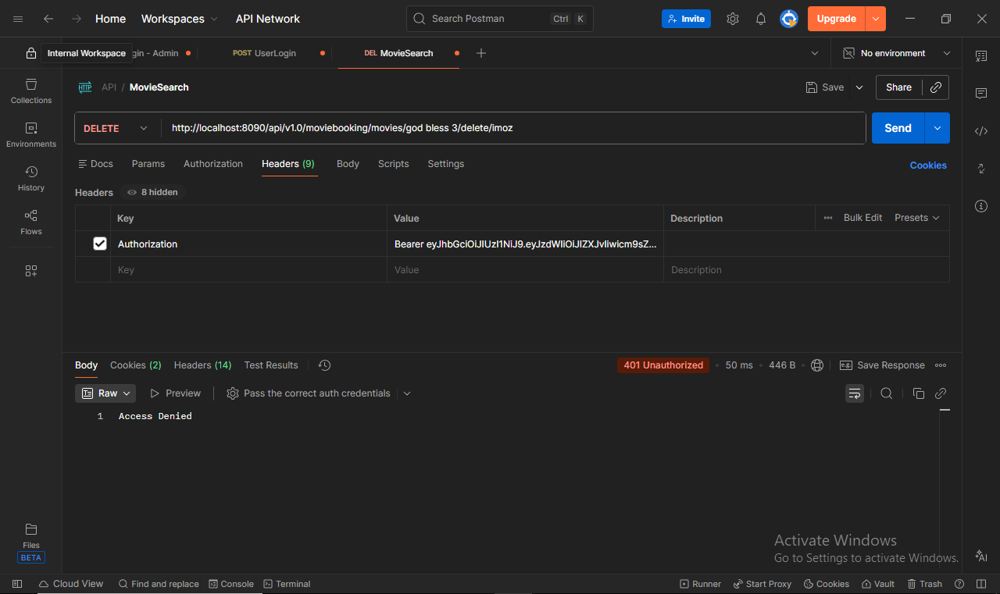 Home Workspaces API Network Search Postman Ctrl K Invite Upgrade
Internal Workspace gin - Admin POST UserLogin DEL MovieSearch No environment
HTTP API / MovieSearch Save Share
Collections
DELETE http://localhost:8090/api/v1.0/moviebooking/movies/god bless 3/delete/imoz Send
Environments
Docs Params Authorization Headers (9) Body Scripts Settings Cookies
History
Headers 8 hidden
Key Value Description Bulk Edit Presets
Flows
Authorization Bearer eyJhbGciOiJIUzI1NiJ9.eyJzdWIiOiJIZXJvIiwicm9sZ...
Key Value Description
Body Cookies (2) Headers (14) Test Results 401 Unauthorized 50 ms 446 B e.g. Save Response
Raw Preview Pass the correct auth credentials
1 Access Denied
Files
BETA
Activate Windows
Go to Settings to activate Windows.
AI
Cloud View Find and replace Console Terminal Runner Start Proxy Cookies Vault Trash